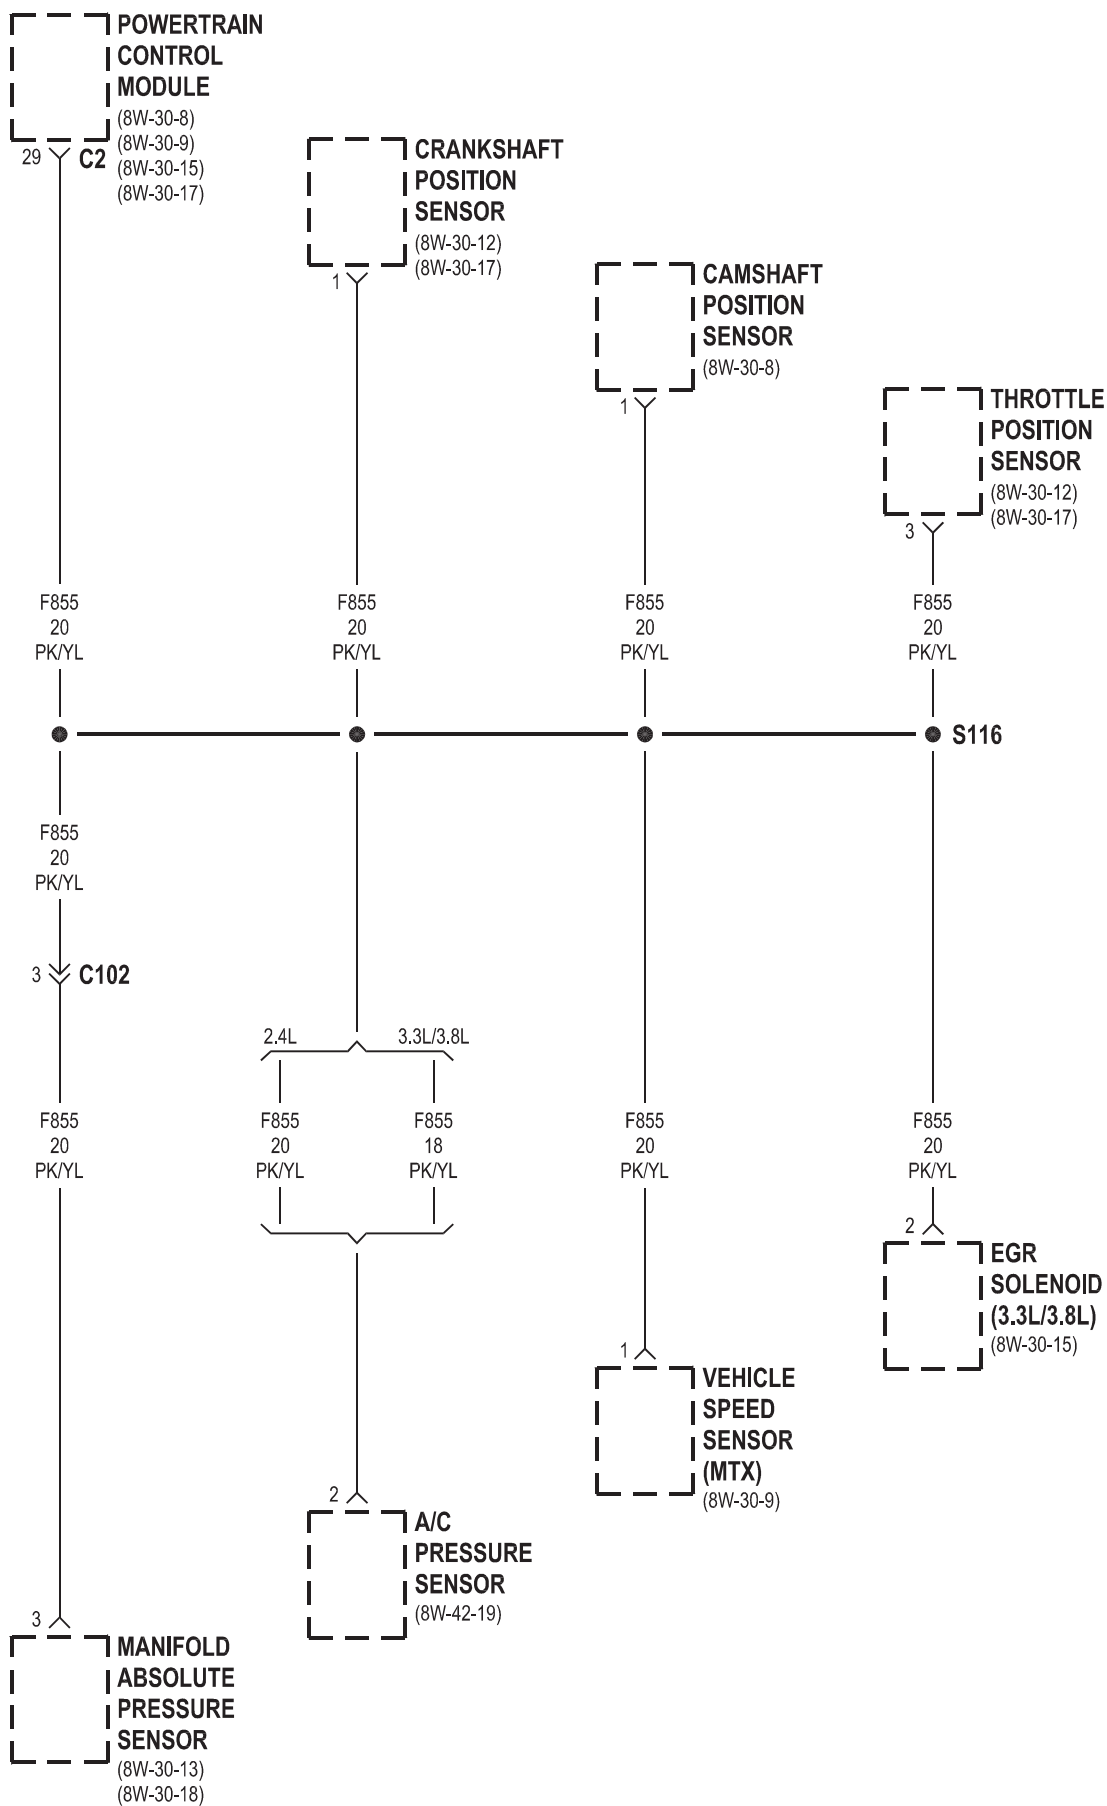 POWERTRAIN
CONTROL
MODULE
(8W-30-8)
(8W-30-9)
(8W-30-15)
(8W-30-17)
29
C2
CRANKSHAFT
POSITION
SENSOR
(8W-30-12)
(8W-30-17)
1
CAMSHAFT
POSITION
SENSOR
(8W-30-8)
1
THROTTLE
POSITION
SENSOR
(8W-30-12)
(8W-30-17)
3
F855
20
PK/YL
F855
20
PK/YL
F855
20
PK/YL
F855
20
PK/YL
S116
F855
20
PK/YL
3
C102
2.4L
3.3L/3.8L
F855
20
PK/YL
F855
20
PK/YL
F855
18
PK/YL
F855
20
PK/YL
F855
20
PK/YL
2
EGR
SOLENOID
(3.3L/3.8L)
(8W-30-15)
1
VEHICLE
SPEED
SENSOR
(MTX)
(8W-30-9)
2
A/C
PRESSURE
SENSOR
(8W-42-19)
3
MANIFOLD
ABSOLUTE
PRESSURE
SENSOR
(8W-30-13)
(8W-30-18)